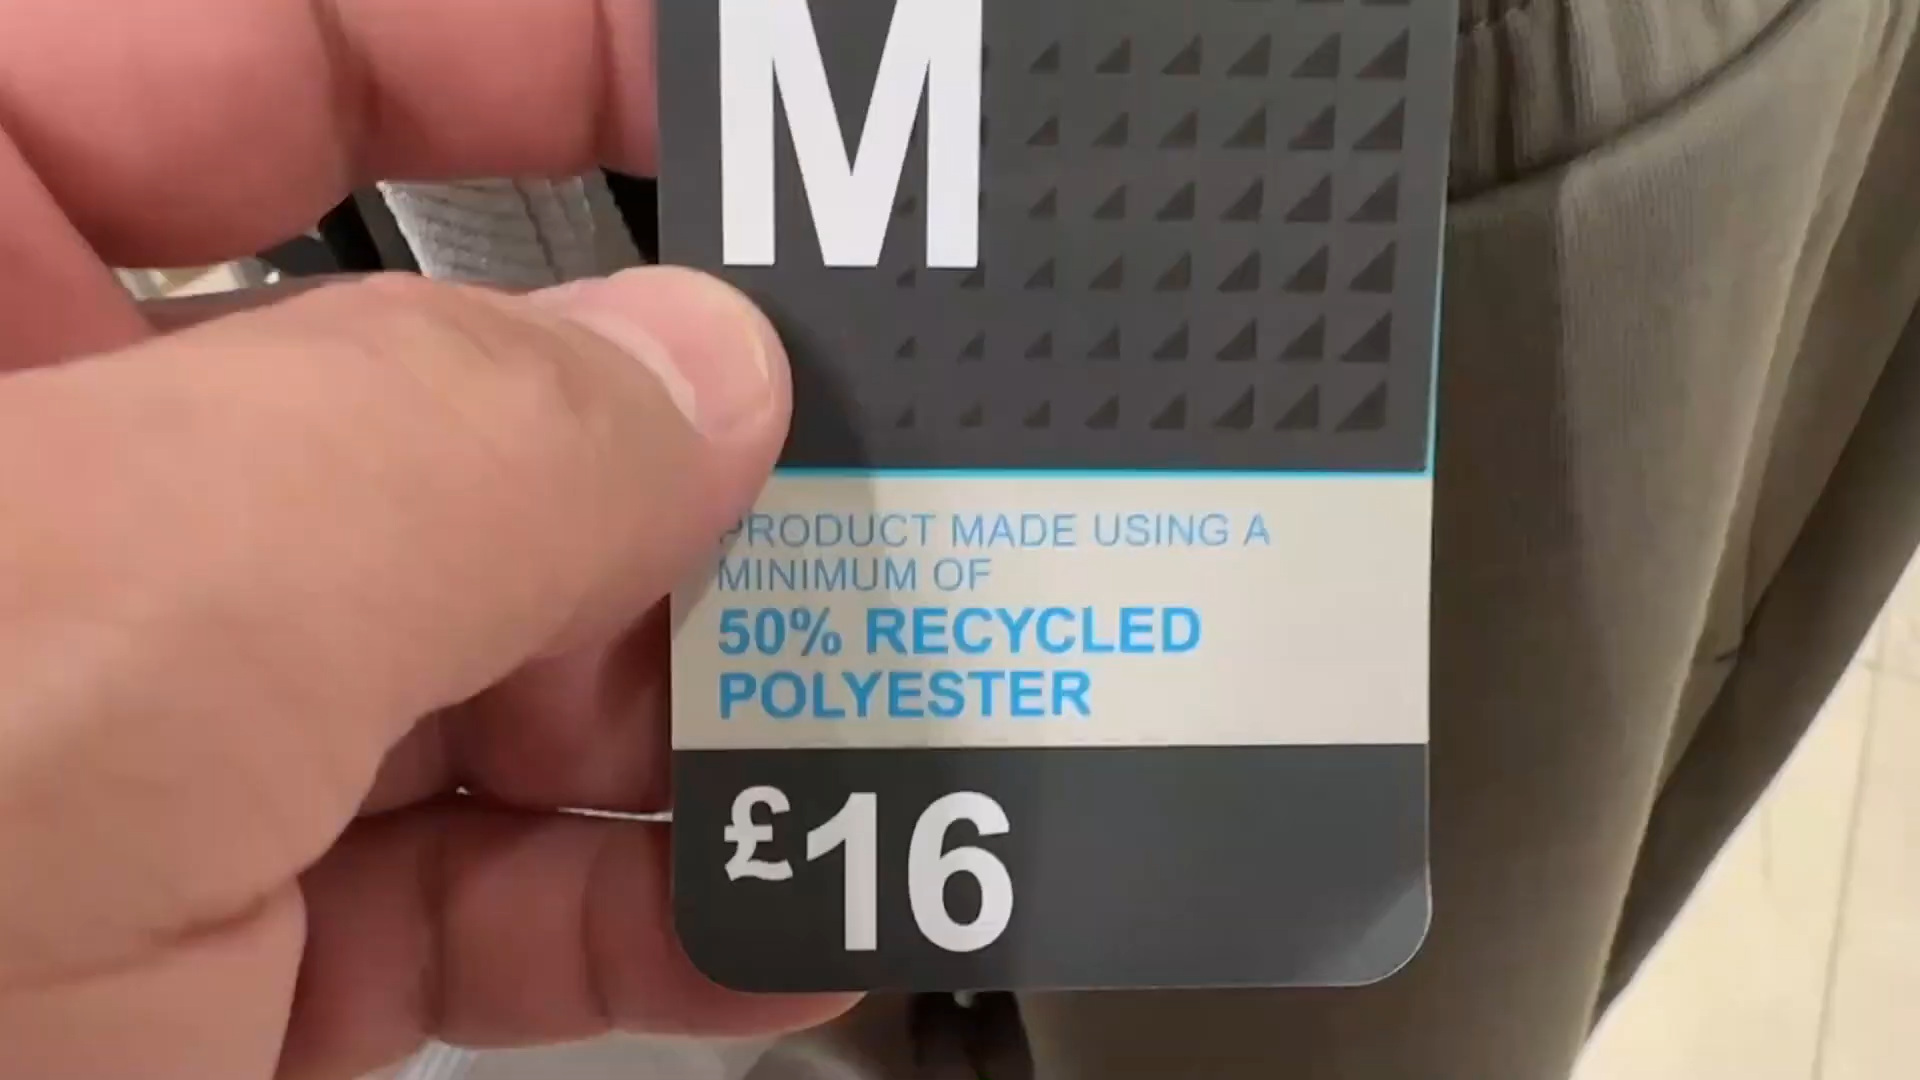 M
PRODUCT MADE USING A
MINIMUM OF
50% RECYCLED
POLYESTER
£16